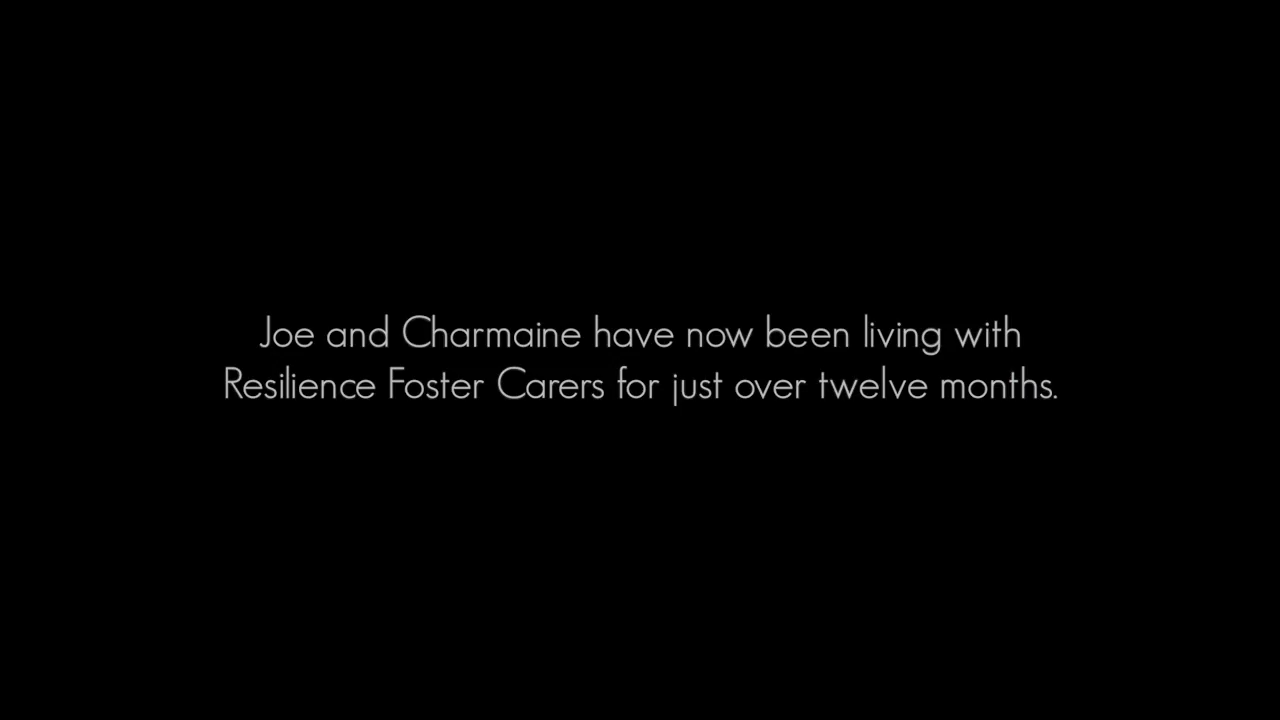 Joe and Charmaine have now been living with
Resilience Foster Carers for just over twelve months.